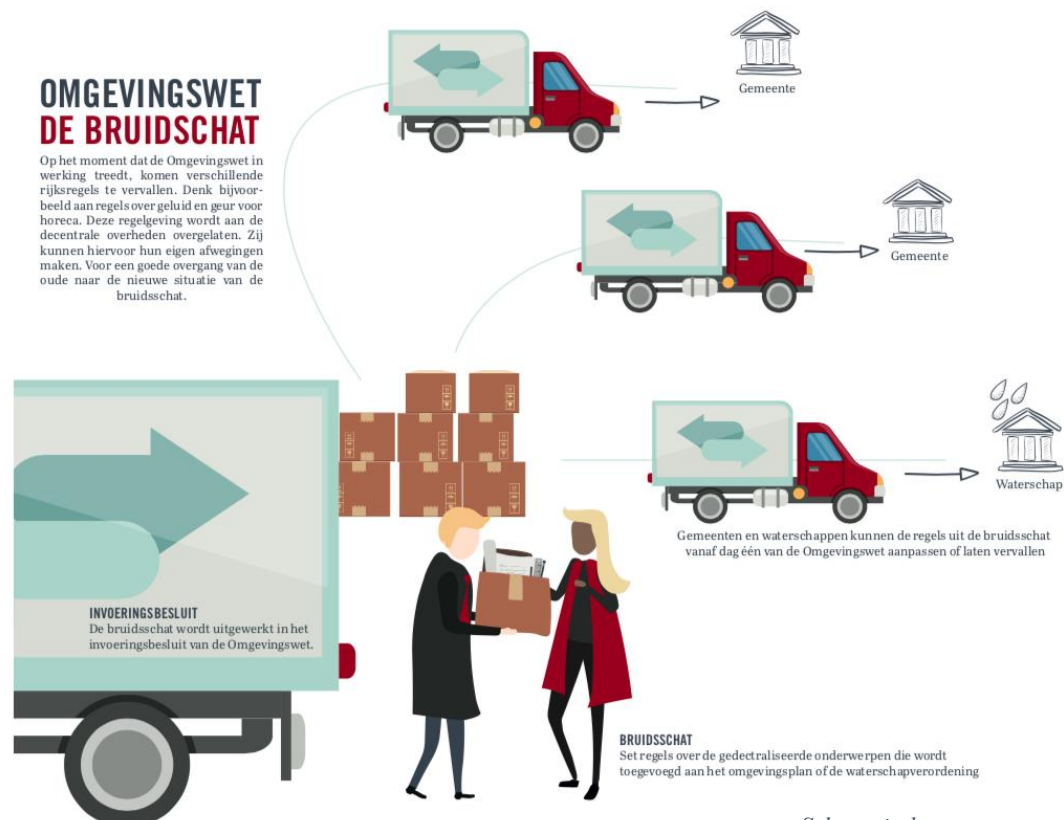 OMGEVINGSWET
DE BRUIDSCHAT
Op het moment dat de Omgevingswet in
werking treedt, komen verschillende
rijksregels te vervallen. Denk bijvoor-
beeld aan regels over geluid en geur voor
horeca. Deze regelgeving wordt aan de
decentrale overheden overgelaten. Zij
kunnen hiervoor hun eigen afwegingen
maken. Voor een goede overgang van de
oude naar de nieuwe situatie van de
bruidsschat.
Gemeente
Gemeente
Waterschap
Gemeenten en waterschappen kunnen de regels uit de bruidsschat
vanaf dag één van de Omgevingswet aanpassen of laten vervallen
INVOERINGSBESLUIT
De bruidsschat wordt uitgewerkt in het
invoeringsbesluit van de Omgevingswet.
BRUIDSSCHAT
Set regels over de gedectraliseerde onderwerpen die wordt
toegevoegd aan het omgevingsplan of de waterschapverordening